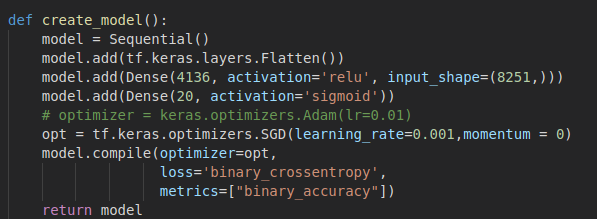 def create_model():
    model = Sequential()
    model.add(tf.keras.layers.Flatten())
    model.add(Dense(4136, activation='relu', input_shape=(8251,)))
    model.add(Dense(20, activation='sigmoid'))
    # optimizer = keras.optimizers.Adam(lr=0.01)
    opt = tf.keras.optimizers.SGD(learning_rate=0.001,momentum = 0)
    model.compile(optimizer=opt,
                  loss='binary_crossentropy',
                  metrics=["binary_accuracy"])
    return model